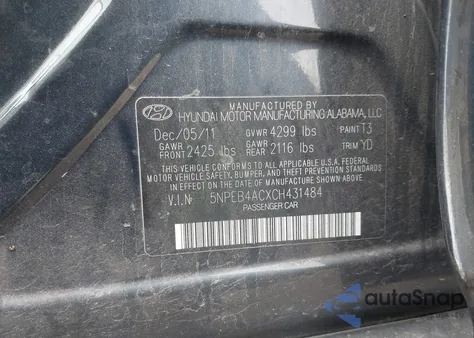 MANUFACTURED BY
HYUNDAI MOTOR MANUFACTURING ALABAMA, LLC
Dec/05/11 GVWR 4299 lbs PAINT T3
GAWR FRONT 2425 lbs GAWR REAR 2116 lbs TRIM YD
THIS VEHICLE CONFORMS TO ALL APPLICABLE U.S.A. FEDERAL
MOTOR VEHICLE SAFETY, BUMPER, AND THEFT PREVENTION
STANDARDS IN EFFECT ON THE DATE OF MANUFACTURE SHOWN ABOVE.
V.I.N 5NPEB4ACXCH431484
PASSENGER CAR
autoSnap